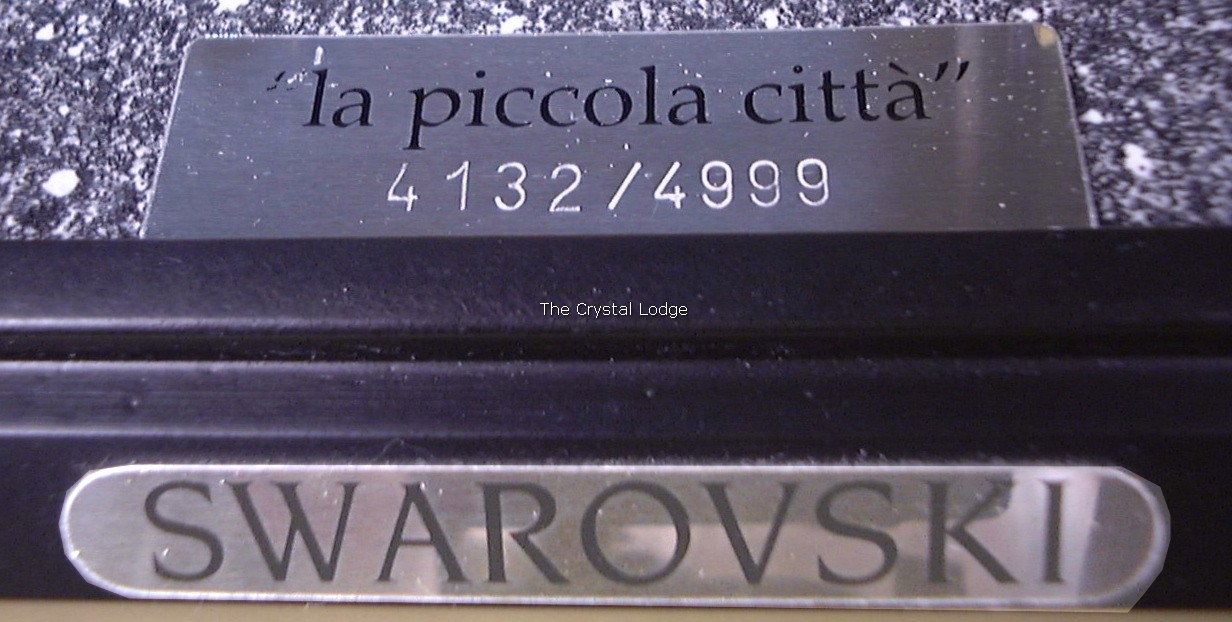 "la piccola città"
4132/4999
The Crystal Lodge
SWAROVSKI